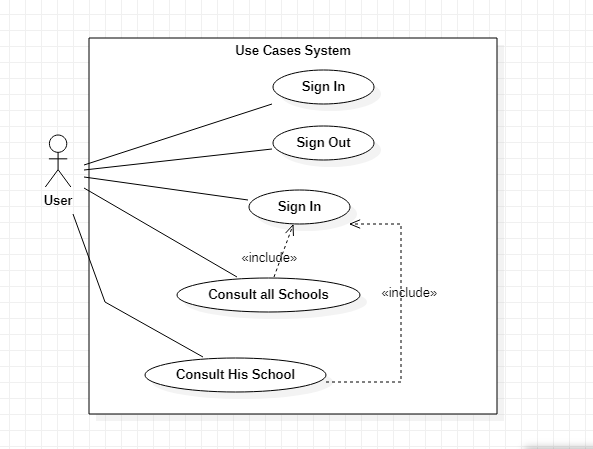 Use Cases System
Sign In
Sign Out
User
Sign In
«include»
Consult all Schools
«include»
Consult His School